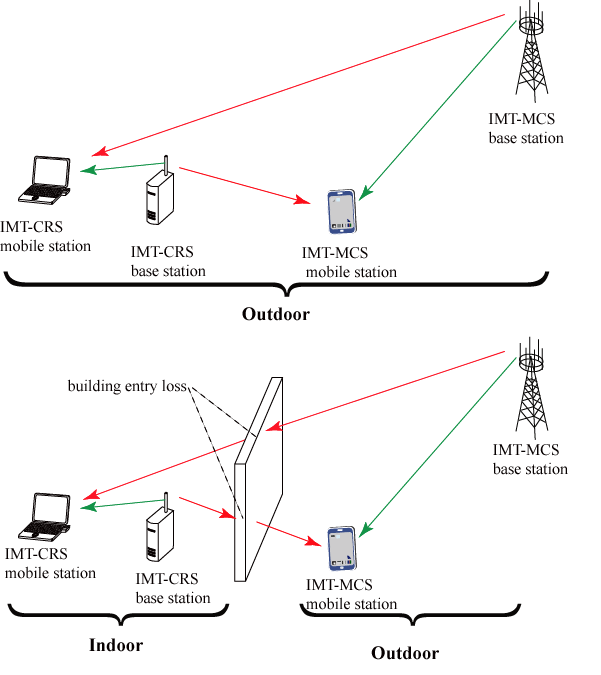 IMT-MCS
base station
IMT-CRS
mobile station
IMT-CRS
base station
IMT-MCS
mobile station
Outdoor
building entry loss
IMT-MCS
base station
IMT-CRS
mobile station
IMT-CRS
base station
IMT-MCS
mobile station
Indoor
Outdoor